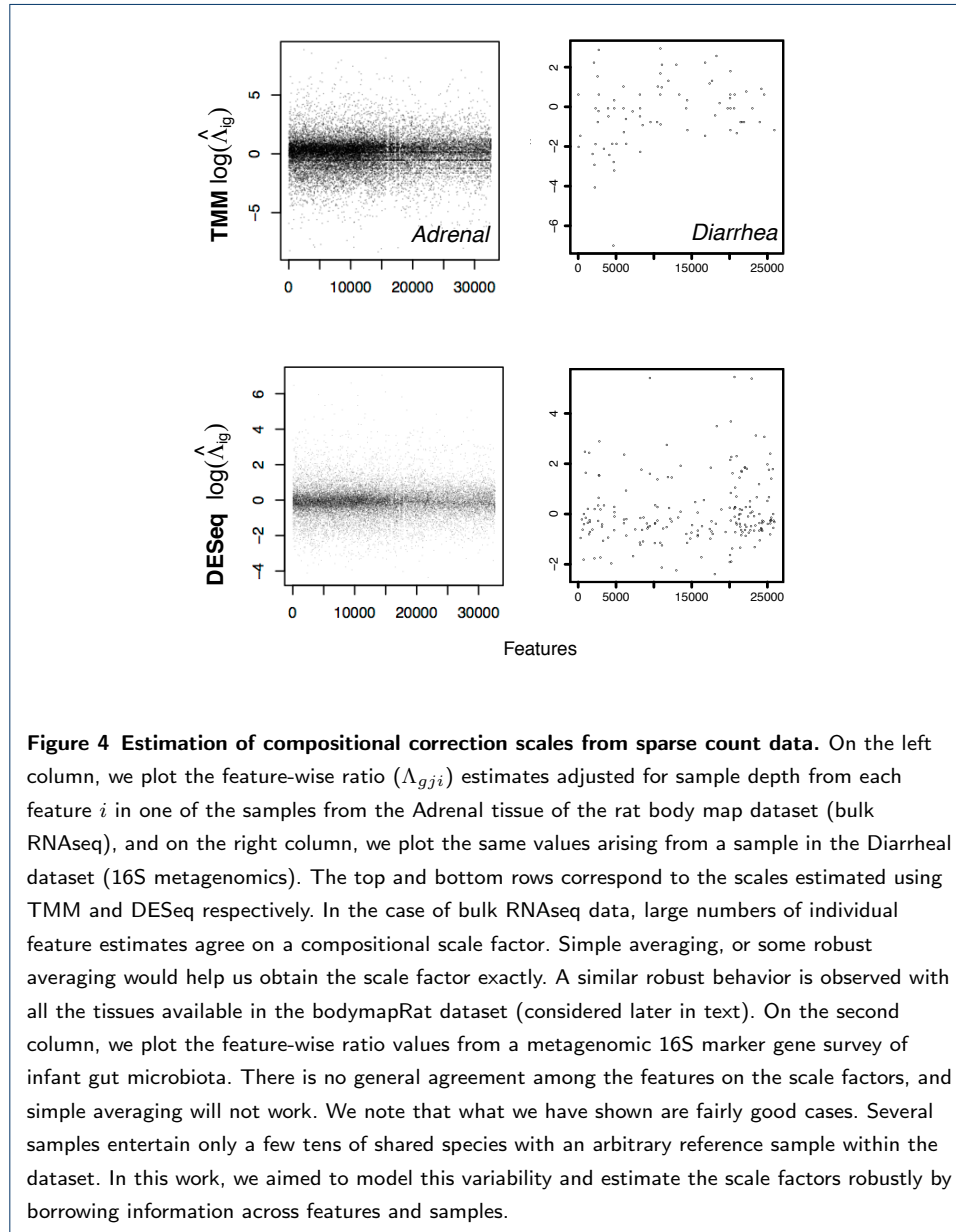 TMM log(Λ̂ig)
5
0
−5
Adrenal
0 10000 20000 30000
2
0
−2
−4
−6
Diarrhea
0 5000 15000 25000
DESeq log(Λ̂ig)
6
4
2
0
−2
−4
0 10000 20000 30000
4
2
0
−2
0 5000 15000 25000
Features
Figure 4 Estimation of compositional correction scales from sparse count data. On the left
column, we plot the feature-wise ratio (Λgji) estimates adjusted for sample depth from each
feature i in one of the samples from the Adrenal tissue of the rat body map dataset (bulk
RNAseq), and on the right column, we plot the same values arising from a sample in the Diarrheal
dataset (16S metagenomics). The top and bottom rows correspond to the scales estimated using
TMM and DESeq respectively. In the case of bulk RNAseq data, large numbers of individual
feature estimates agree on a compositional scale factor. Simple averaging, or some robust
averaging would help us obtain the scale factor exactly. A similar robust behavior is observed with
all the tissues available in the bodymapRat dataset (considered later in text). On the second
column, we plot the feature-wise ratio values from a metagenomic 16S marker gene survey of
infant gut microbiota. There is no general agreement among the features on the scale factors, and
simple averaging will not work. We note that what we have shown are fairly good cases. Several
samples entertain only a few tens of shared species with an arbitrary reference sample within the
dataset. In this work, we aimed to model this variability and estimate the scale factors robustly by
borrowing information across features and samples.